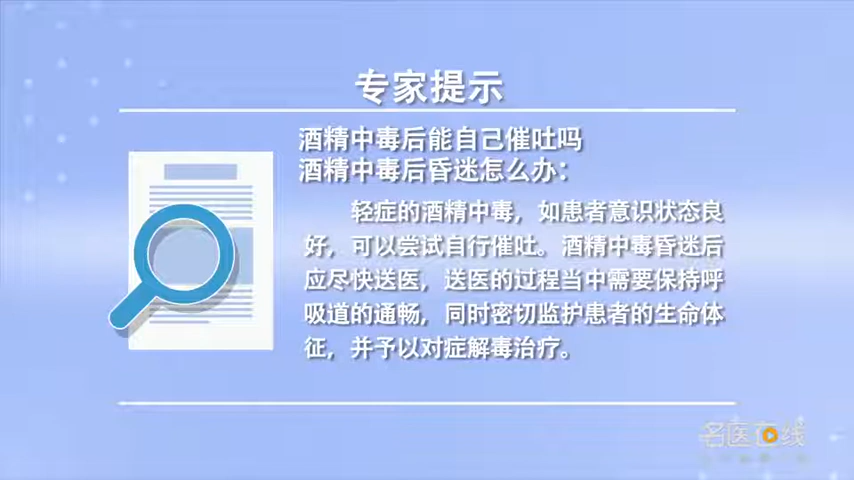 专家提示
酒精中毒后能自己催吐吗
酒精中毒后昏迷怎么办：
轻症的酒精中毒，如患者意识状态良
好，可以尝试自行催吐。酒精中毒昏迷后
应尽快送医，送医的过程当中需要保持呼
吸道的通畅，同时密切监护患者的生命体
征，并予以对症解毒治疗。
名医在线